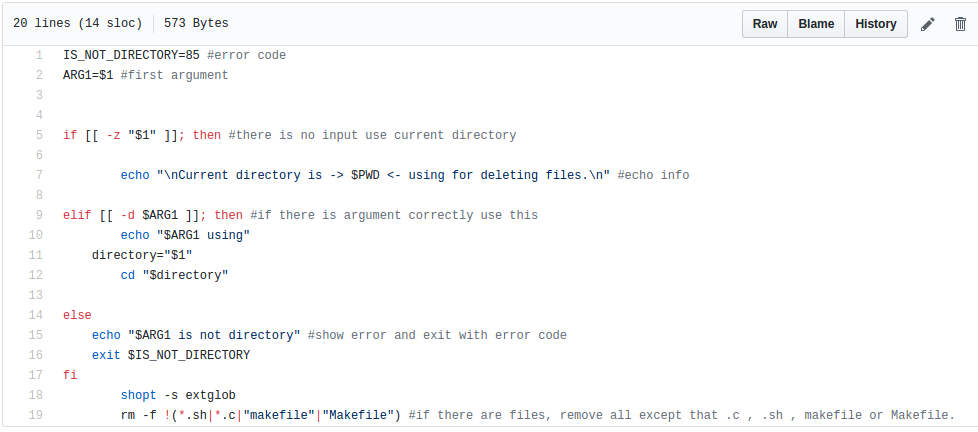 20 lines (14 sloc) 573 Bytes Raw Blame History
1 IS_NOT_DIRECTORY=85 #error code
2 ARG1=$1 #first argument
3
4
5 if [[ -z "$1" ]]; then #there is no input use current directory
6
7 echo "\nCurrent directory is -> $PWD <- using for deleting files.\n" #echo info
8
9 elif [[ -d $ARG1 ]]; then #if there is argument correctly use this
10 echo "$ARG1 using"
11 directory="$1"
12 cd "$directory"
13
14 else
15 echo "$ARG1 is not directory" #show error and exit with error code
16 exit $IS_NOT_DIRECTORY
17 fi
18 shopt -s extglob
19 rm -f !(*.sh|*.c|"makefile"|"Makefile") #if there are files, remove all except that .c , .sh , makefile or Makefile.